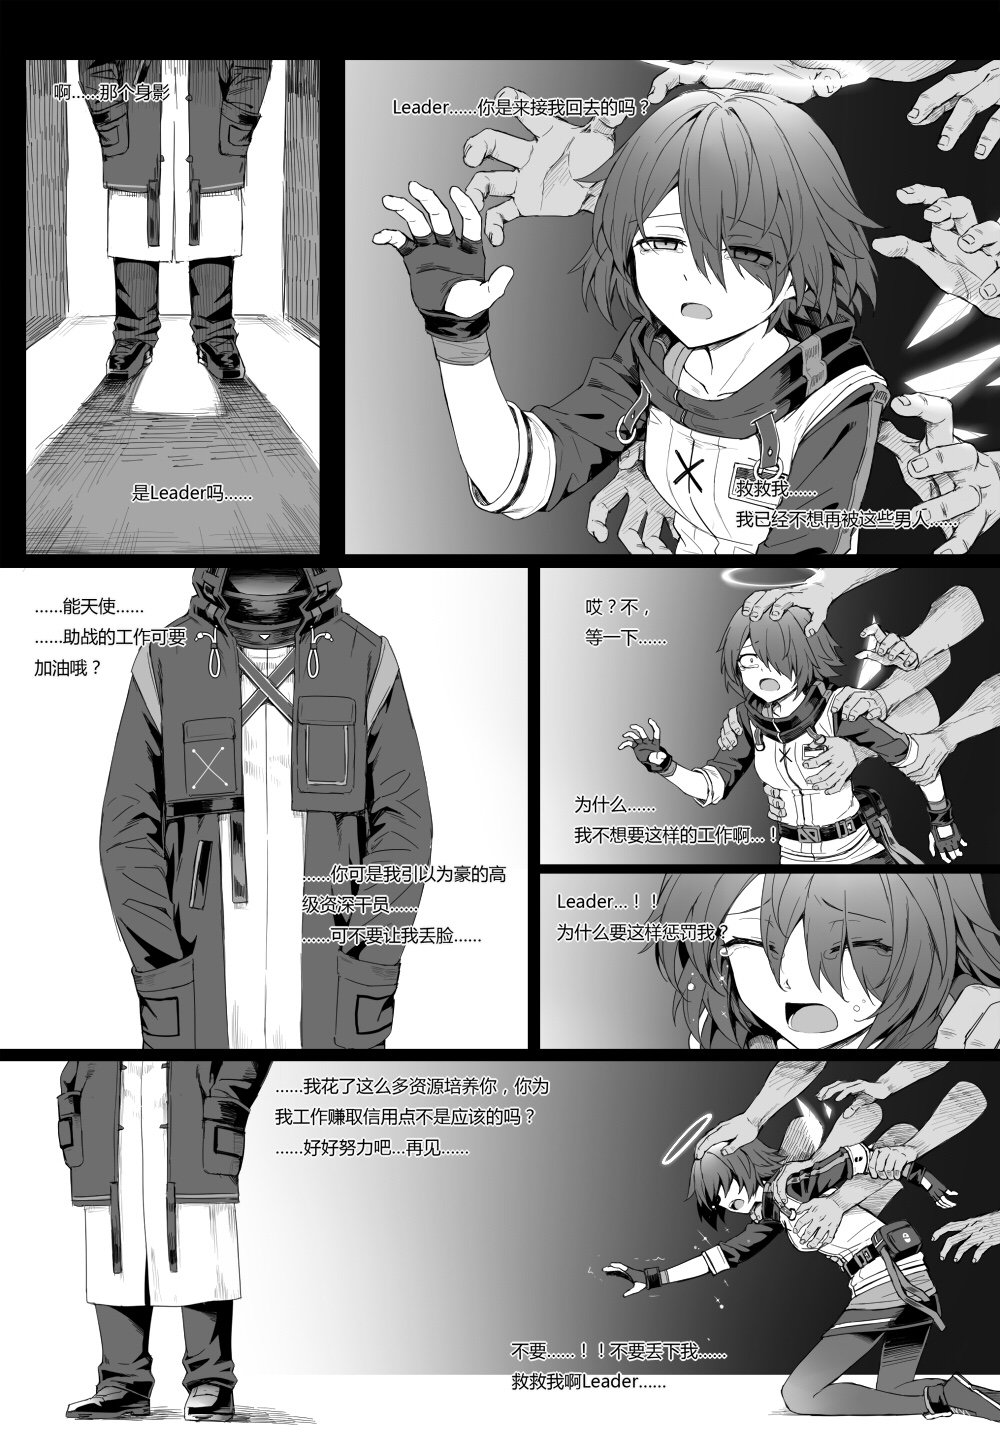 啊......那个身影
是Leader吗......
Leader......你是来接我回去的吗？
救救我......
我已经不想再被这些男人......
......能天使......
......助战的工作可要
加油哦？
......你可是我引以为豪的高
级资深干员......
......可不要让我丢脸......
哎？不，
等一下......
为什么......
我不想要这样的工作啊...！
Leader...！！
为什么要这样惩罚我？
......我花了这么多资源培养你，你为
我工作赚取信用点不是应该的吗？
......好好努力吧...再见......
不要......！！不要丢下我......
救救我啊Leader......